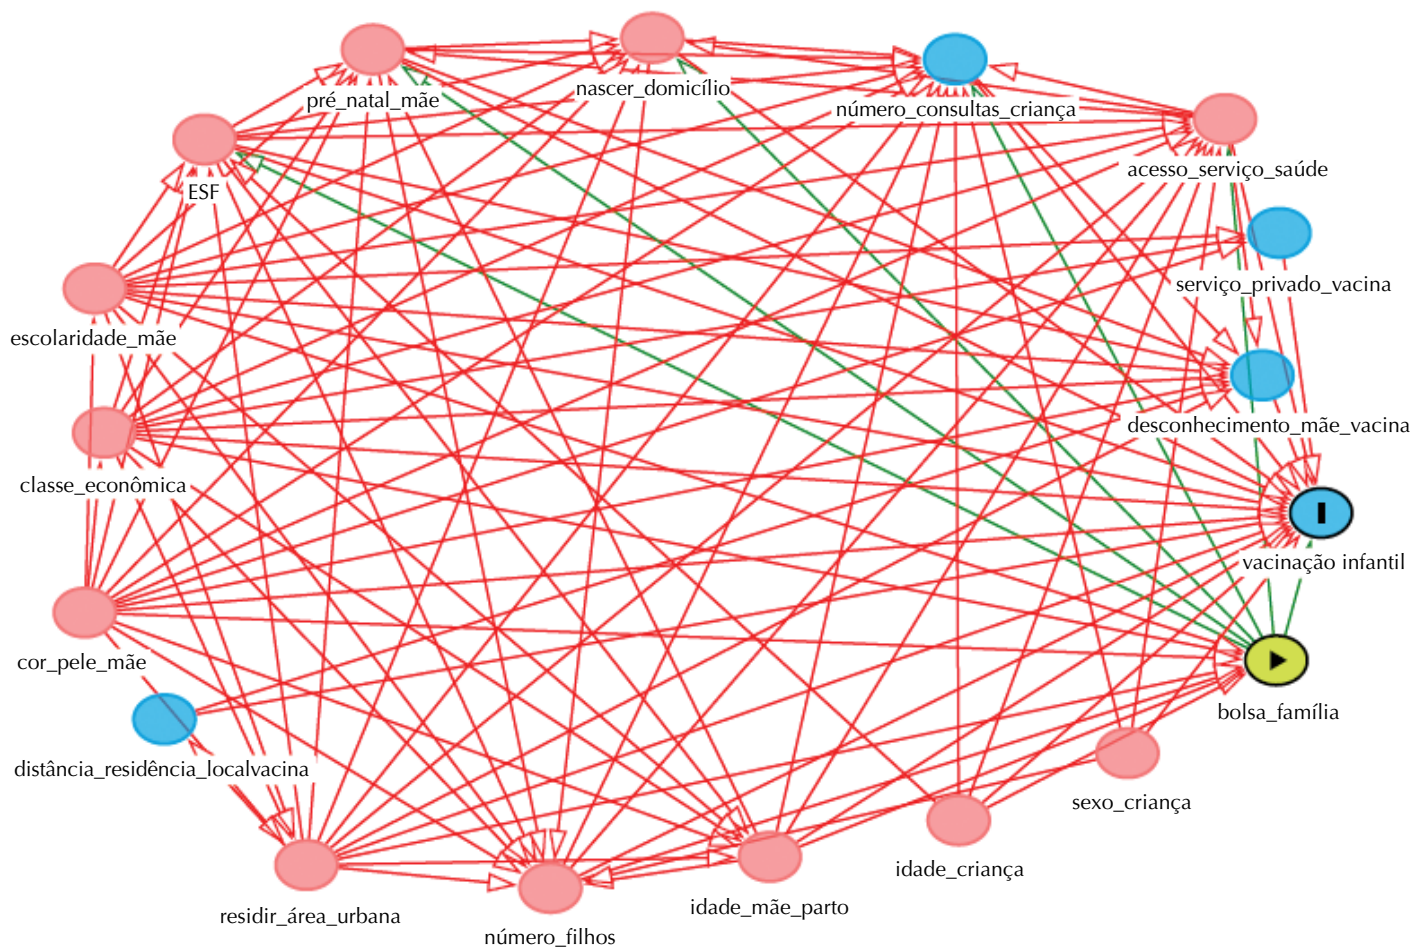 nascer_domicílio
pré_natal_mãe
número_consultas_criança
acesso_serviço_saúde
ESF
serviço_privado_vacina
escolaridade_mãe
desconhecimento_mãe_vacina
classe_econômica
vacinação infantil
cor_pele_mãe
bolsa_família
distância_residência_localvacina
sexo_criança
idade_criança
idade_mãe_parto
residir_área_urbana
número_filhos